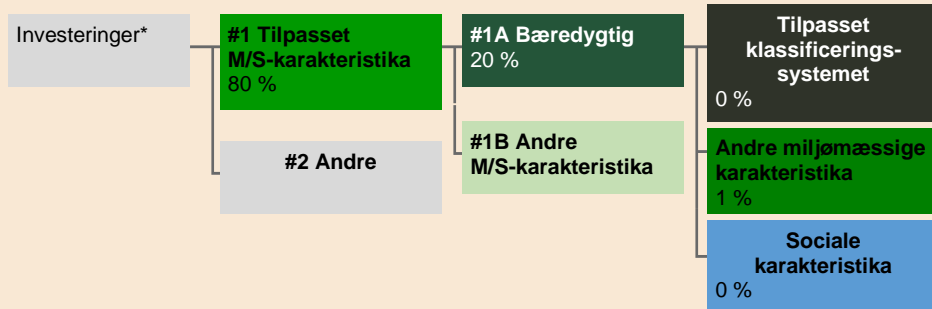 Investeringer*
#1 Tilpasset
M/S-karakteristika
80 %
#2 Andre
#1A Bæredygtig
20 %
#1B Andre
M/S-karakteristika
Tilpasset
klassificerings-
systemet
0 %
Andre miljømæssige
karakteristika
1 %
Sociale
karakteristika
0 %